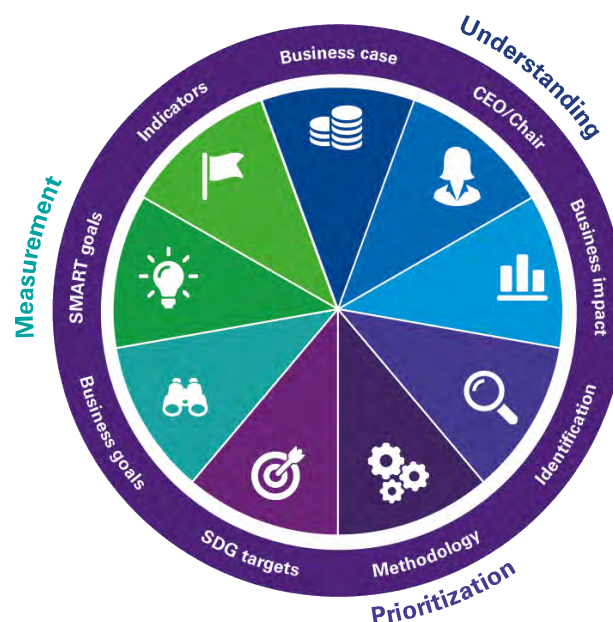 Understanding
Business case
CEO/Chair
Business impact
Identification
Methodology
Prioritization
SDG targets
Business goals
SMART goals
Measurement
Indicators